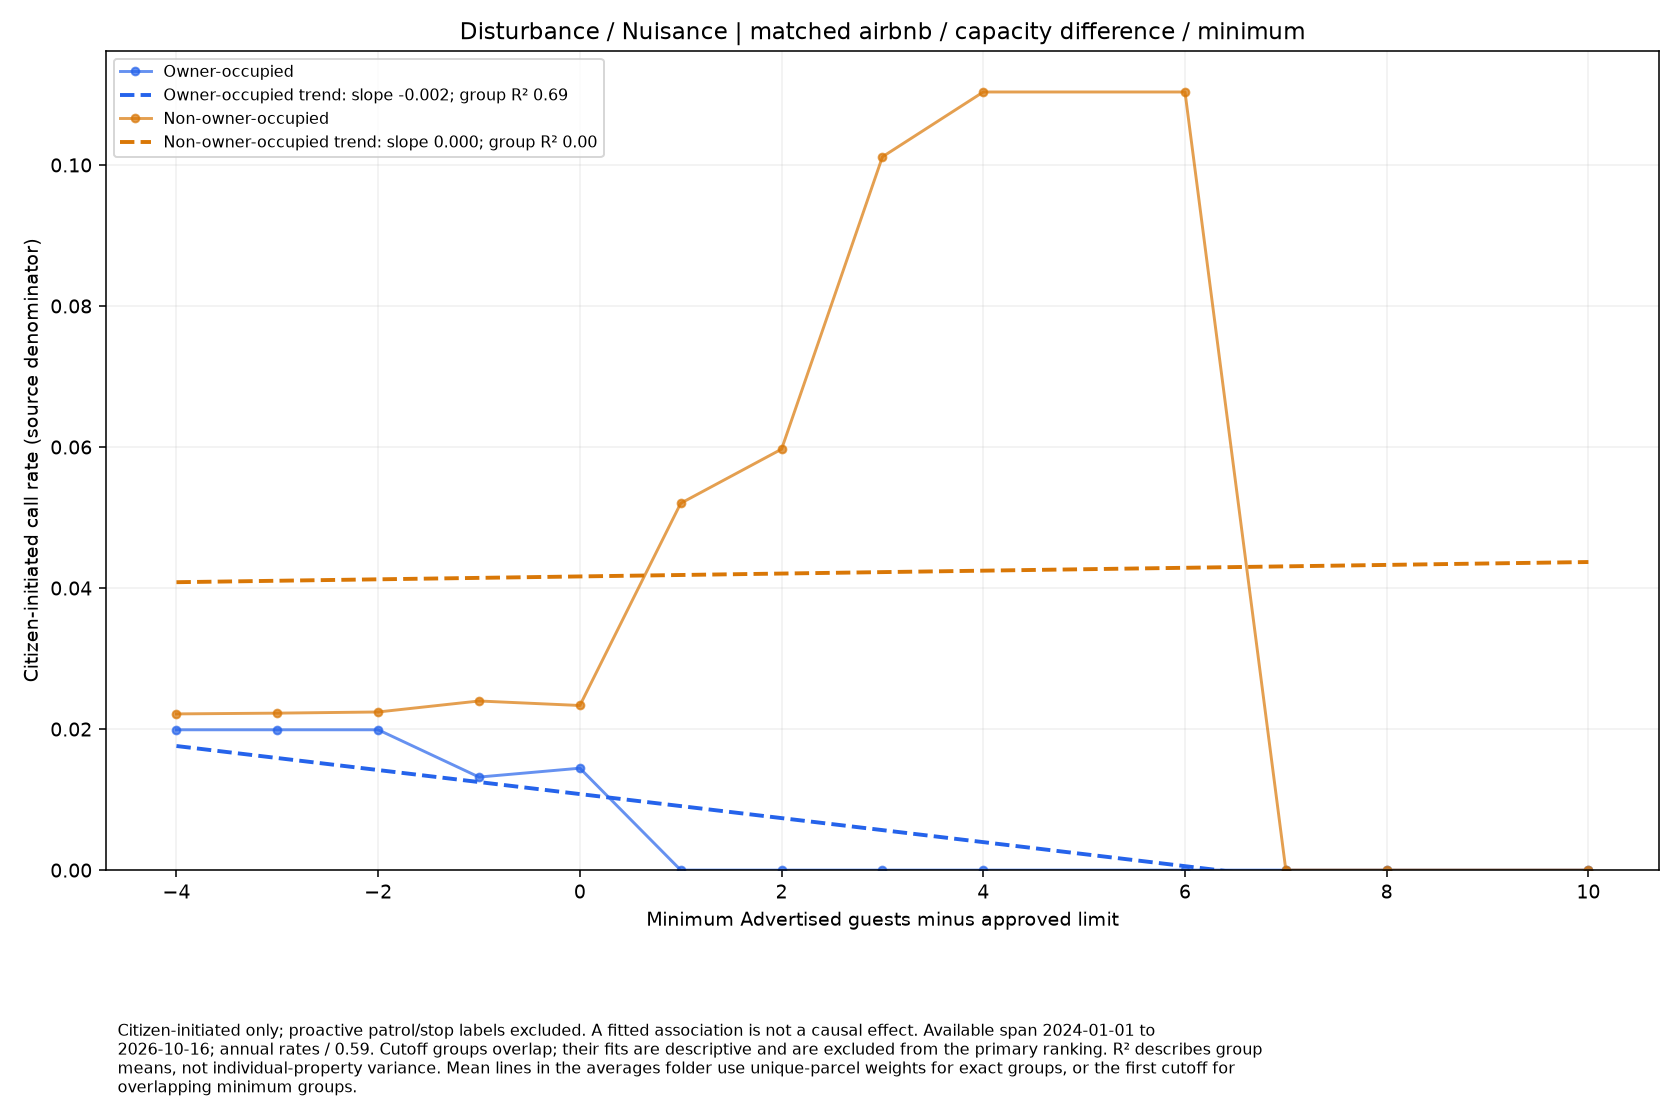 Disturbance / Nuisance | matched airbnb / capacity difference / minimum
Owner-occupied
Owner-occupied trend: slope -0.002; group R² 0.69
Non-owner-occupied
Non-owner-occupied trend: slope 0.000; group R² 0.00
Citizen-initiated call rate (source denominator)
0.10
0.08
0.06
0.04
0.02
0.00
−4
−2
0
2
4
6
8
10
Minimum Advertised guests minus approved limit
Citizen-initiated only; proactive patrol/stop labels excluded. A fitted association is not a causal effect. Available span 2024-01-01 to
2026-10-16; annual rates / 0.59. Cutoff groups overlap; their fits are descriptive and are excluded from the primary ranking. R² describes group
means, not individual-property variance. Mean lines in the averages folder use unique-parcel weights for exact groups, or the first cutoff for
overlapping minimum groups.